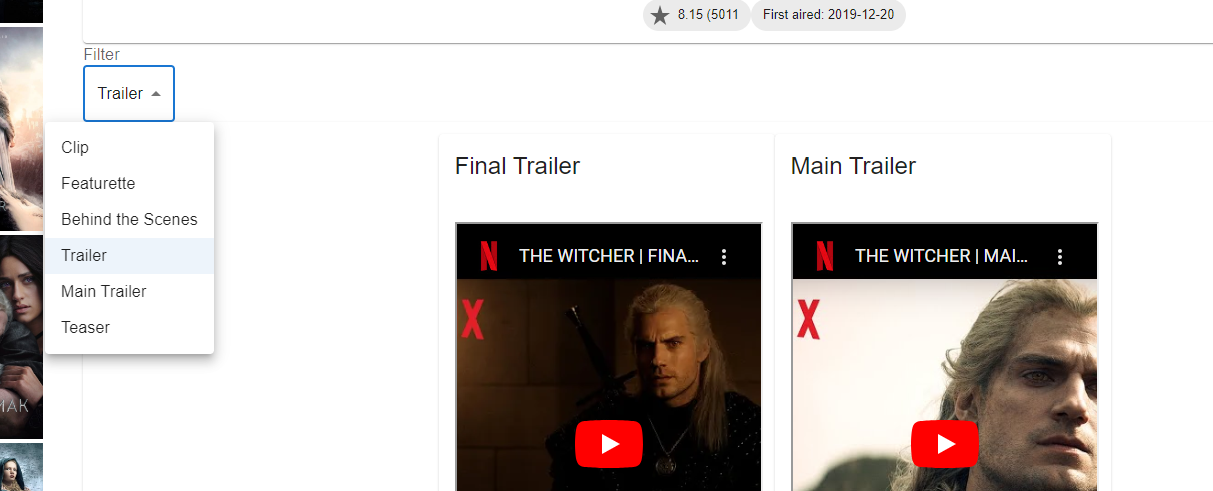 8.15 (5011
First aired: 2019-12-20
Filter
Trailer
Clip
Featurette
Behind the Scenes
Trailer
Main Trailer
Teaser
Final Trailer
THE WITCHER | FINA...
Main Trailer
THE WITCHER | MAI...